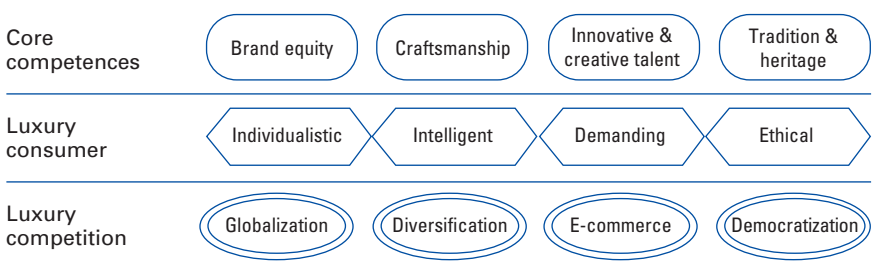 Core
competences
Brand equity
Craftsmanship
Innovative &
creative talent
Tradition &
heritage
Luxury
consumer
Individualistic
Intelligent
Demanding
Ethical
Luxury
competition
Globalization
Diversification
E-commerce
Democratization